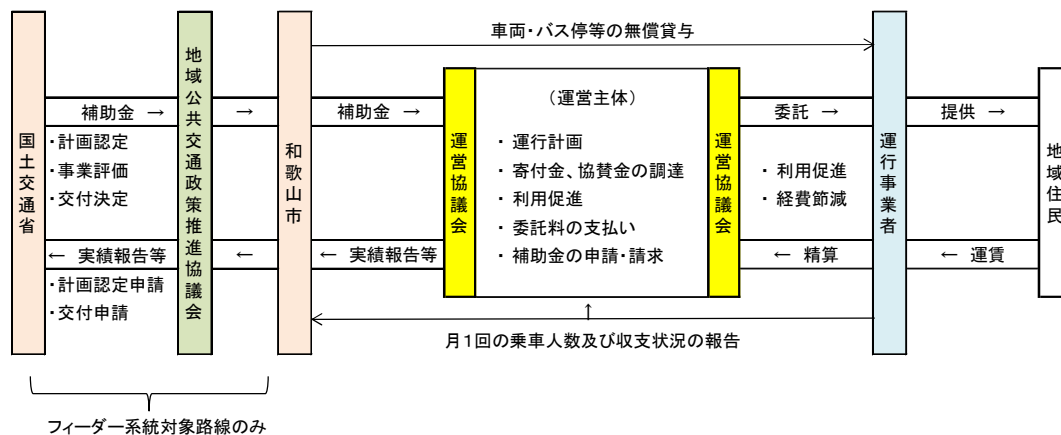 車両・バス停等の無償貸与
国土交通省
補助金 →
・計画認定
・事業評価
・交付決定
← 実績報告等
・計画認定申請
・交付申請
地域公共交通政策推進協議会
→
←
和歌山市
補助金 →
← 実績報告等
運営協議会
（運営主体）
・ 運行計画
・ 寄付金、協賛金の調達
・ 利用促進
・ 委託料の支払い
・ 補助金の申請・請求
運営協議会
委託 →
・ 利用促進
・ 経費節減
← 精算
運行事業者
提供 →
← 運賃
地域住民
↑
月1回の乗車人数及び収支状況の報告
フィーダー系統対象路線のみ